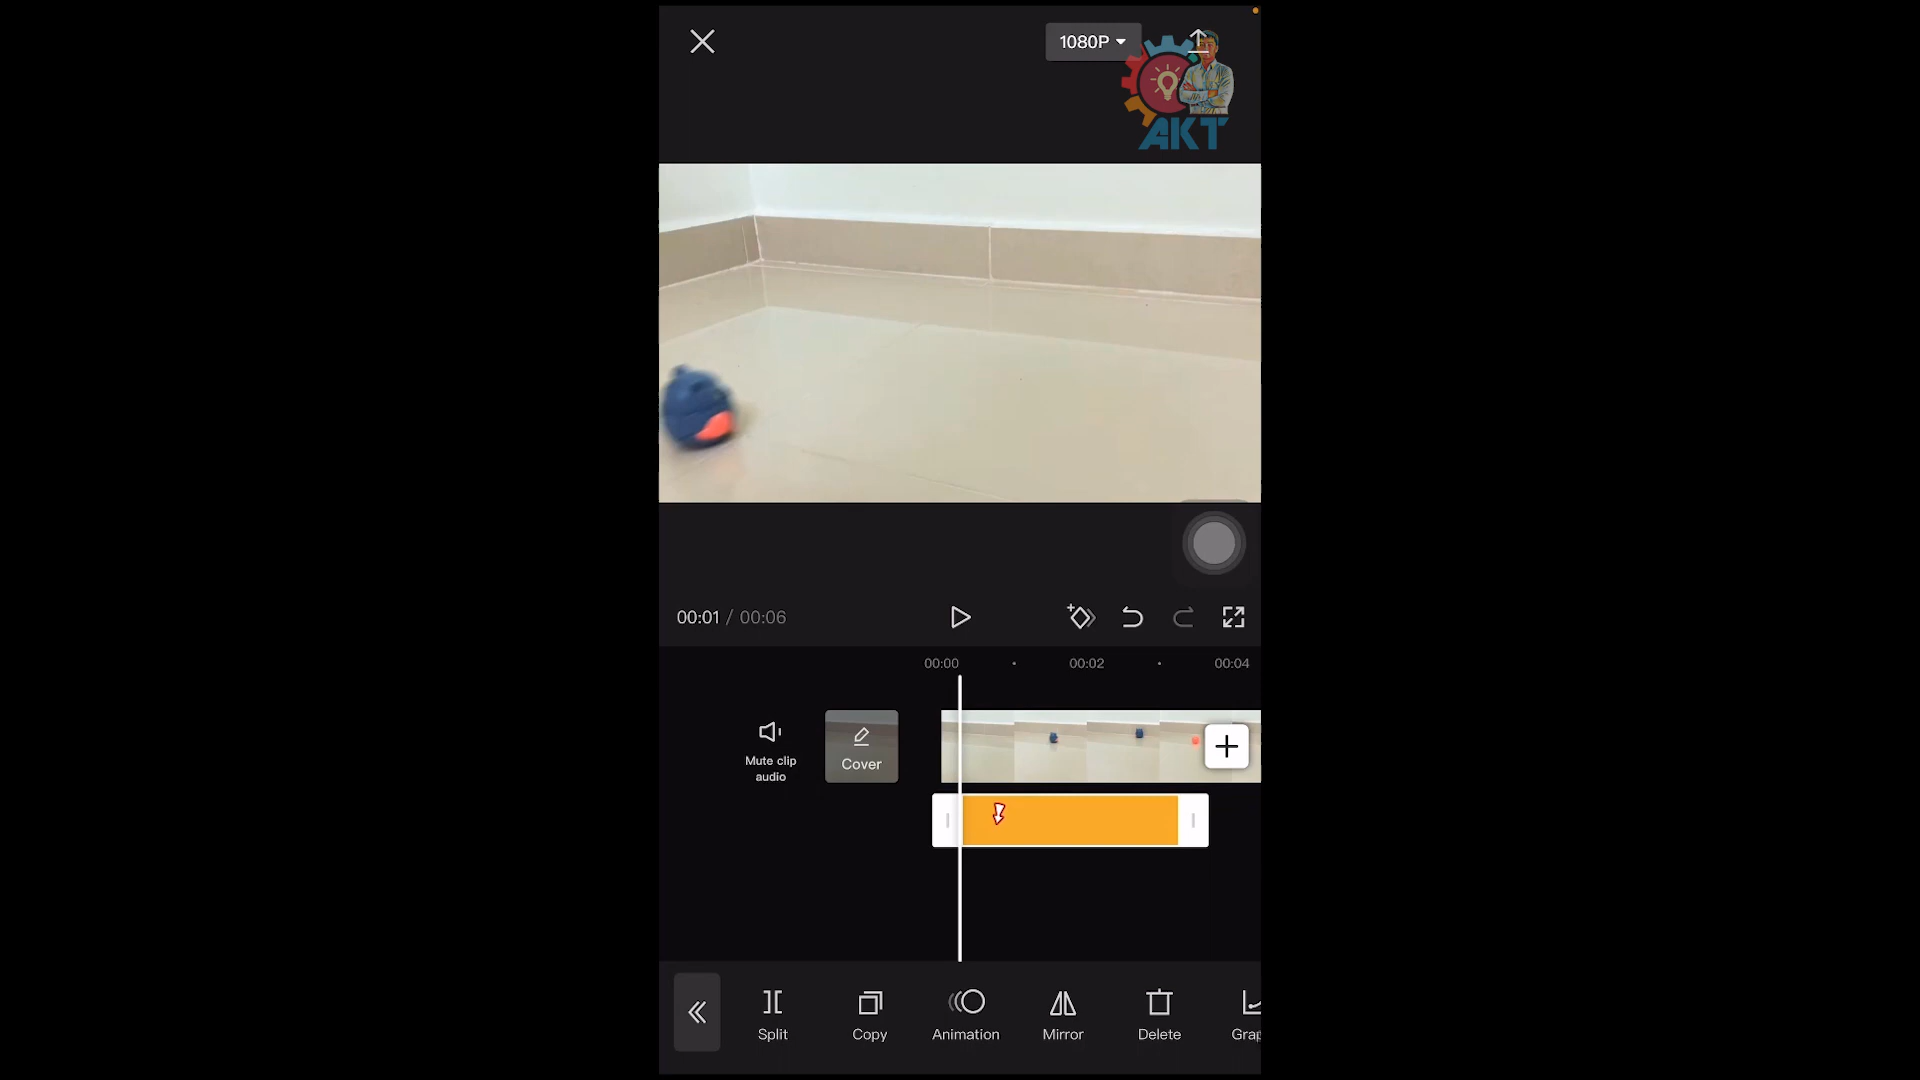 1080P
AKT
00:01 / 00:06
00:00
00:02
00:04
Mute clip
audio
Cover
Split
Copy
Animation
Mirror
Delete
Grap